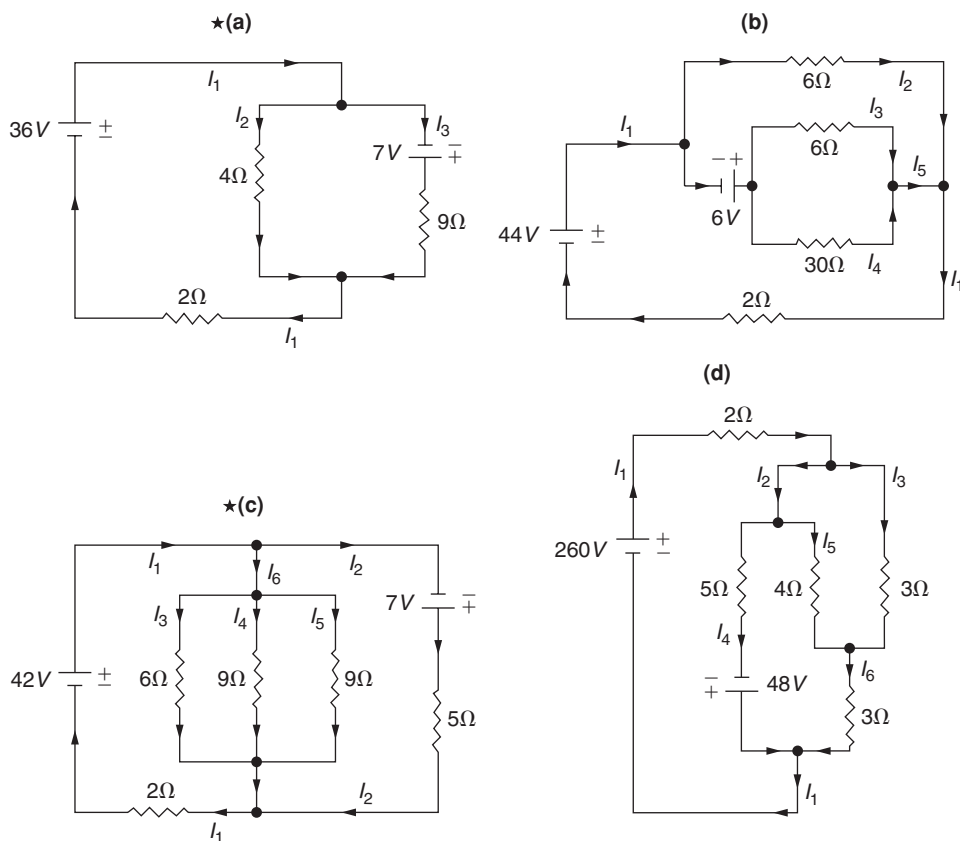 ★(a)
I1
36V
+
−
I2
I3
7V
−
+
4Ω
9Ω
2Ω
I1
(b)
6Ω
I2
I1
I3
6Ω
I5
− +
6V
44V
+
−
30Ω
I4
I1
2Ω
★(c)
I1
I2
I6
7V
−
+
I3
I4
I5
42V
+
−
6Ω
9Ω
9Ω
5Ω
2Ω
I1
I2
(d)
2Ω
I1
I2
I3
260V
+
−
I5
5Ω
4Ω
3Ω
I4
I6
−
+
48V
3Ω
I1